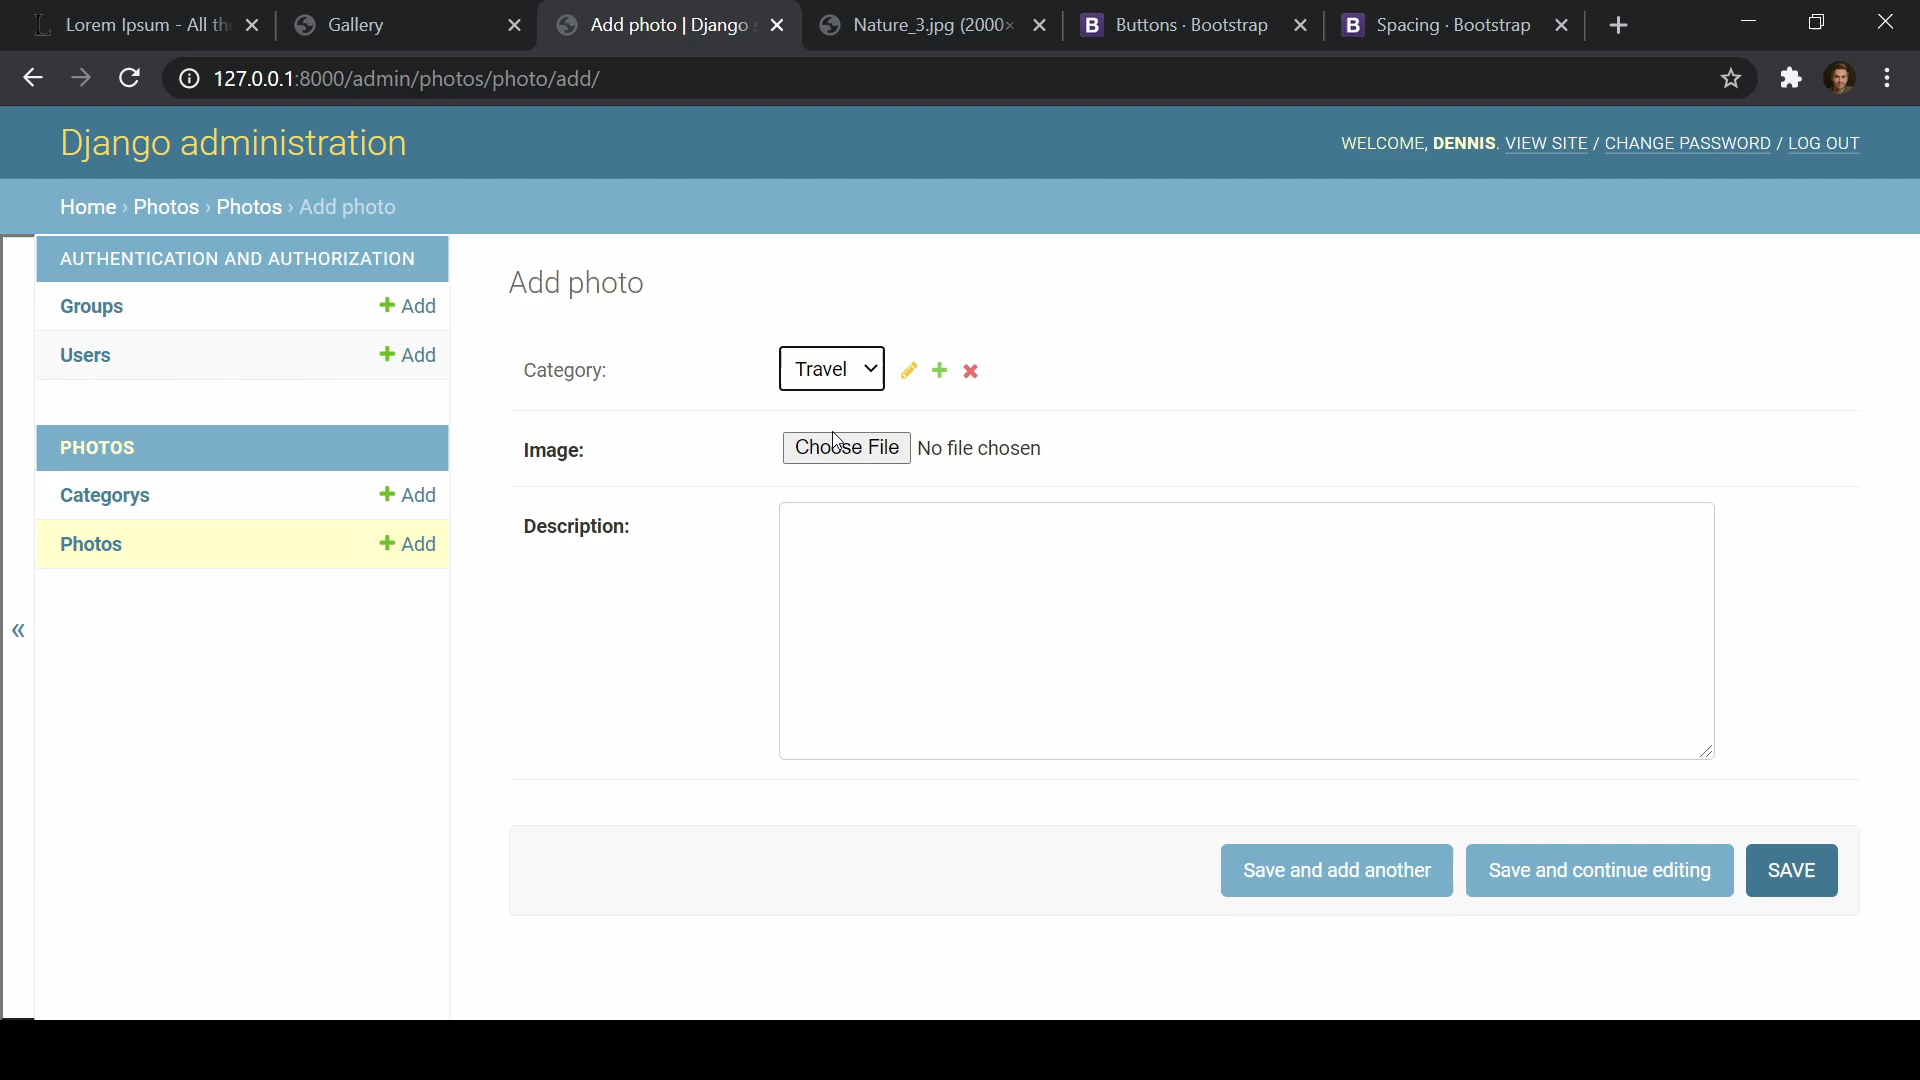 Lorem Ipsum - All th
Gallery
Add photo | Django
Nature_3.jpg (2000×
B Buttons · Bootstrap
B Spacing · Bootstrap
127.0.0.1:8000/admin/photos/photo/add/
Django administration
WELCOME, DENNIS. VIEW SITE / CHANGE PASSWORD / LOG OUT
Home › Photos › Photos › Add photo
AUTHENTICATION AND AUTHORIZATION
Groups + Add
Users + Add
PHOTOS
Categorys + Add
Photos + Add
«
Add photo
Category: Travel
Image: Choose File No file chosen
Description:
Save and add another Save and continue editing SAVE